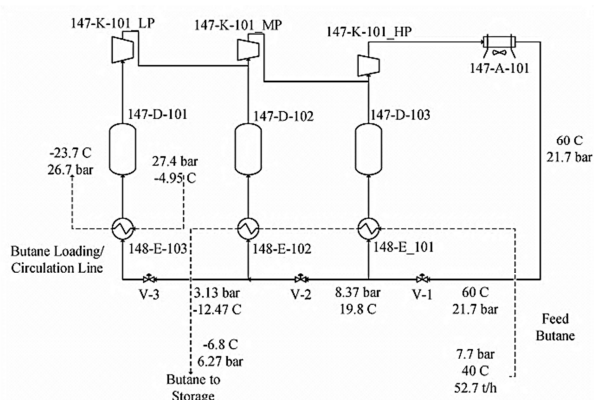 147-K-101_LP
147-K-101_MP
147-K-101_HP
147-A-101
147-D-101
147-D-102
147-D-103
-23.7 C
26.7 bar
27.4 bar
-4.95 C
60 C
21.7 bar
148-E-103
148-E-102
148-E_101
Butane Loading/
Circulation Line
V-3
3.13 bar
-12.47 C
V-2
8.37 bar
19.8 C
V-1
60 C
21.7 bar
Feed
Butane
-6.8 C
6.27 bar
7.7 bar
40 C
52.7 t/h
Butane to
Storage